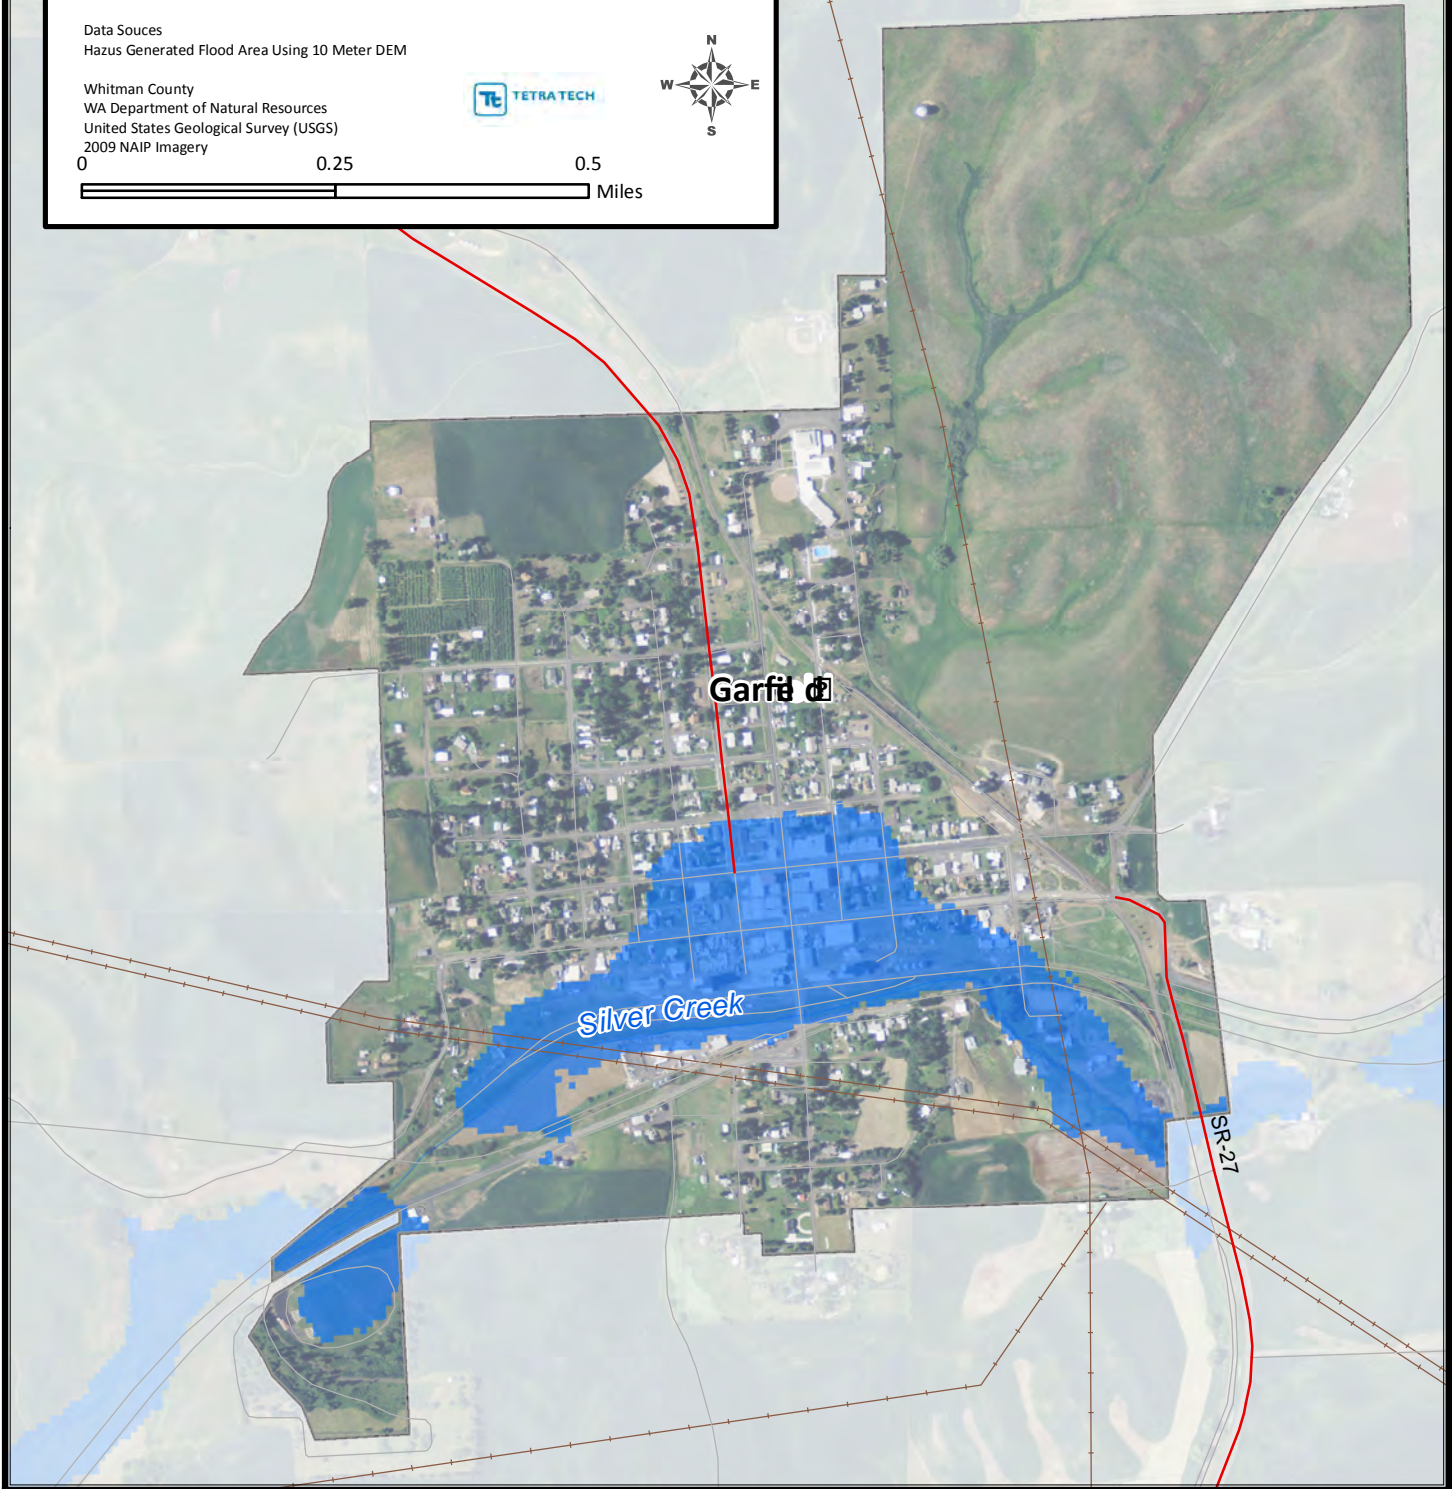 Data Souces
Hazus Generated Flood Area Using 10 Meter DEM
Whitman County
WA Department of Natural Resources
United States Geological Survey (USGS)
2009 NAIP Imagery
Tt TETRA TECH
N
W E
S
0 0.25 0.5
Miles
Silver Creek
SR-27